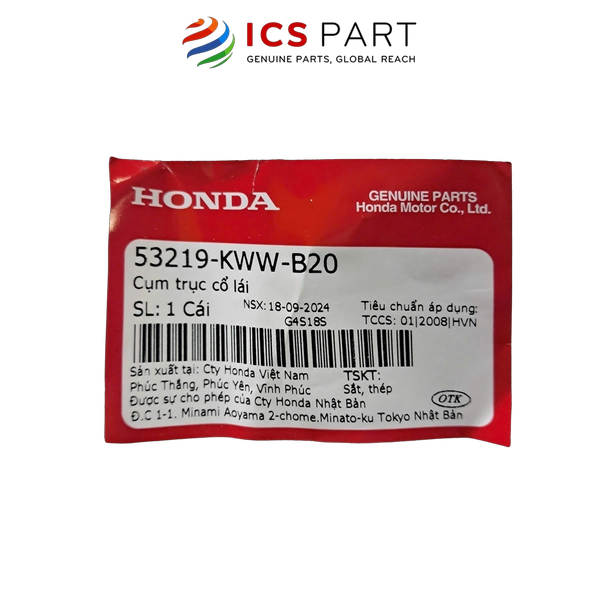 ICS PART
GENUINE PARTS, GLOBAL REACH
HONDA
GENUINE PARTS
Honda Motor Co., Ltd.
53219-KWW-B20
Cụm trục cổ lái
SL: 1 Cái
NSX: 18-09-2024
G4S18S
Tiêu chuẩn áp dụng:
TCCS: 01|2008|HVN
Sản xuất tại: Cty Honda Việt Nam
Phúc Thắng, Phúc Yên, Vĩnh Phúc
TSKT:
Sắt, thép
Được sự cho phép của Cty Honda Nhật Bản
Đ.C 1-1. Minami Aoyama 2-chome.Minato-ku Tokyo Nhật Bản
OTK